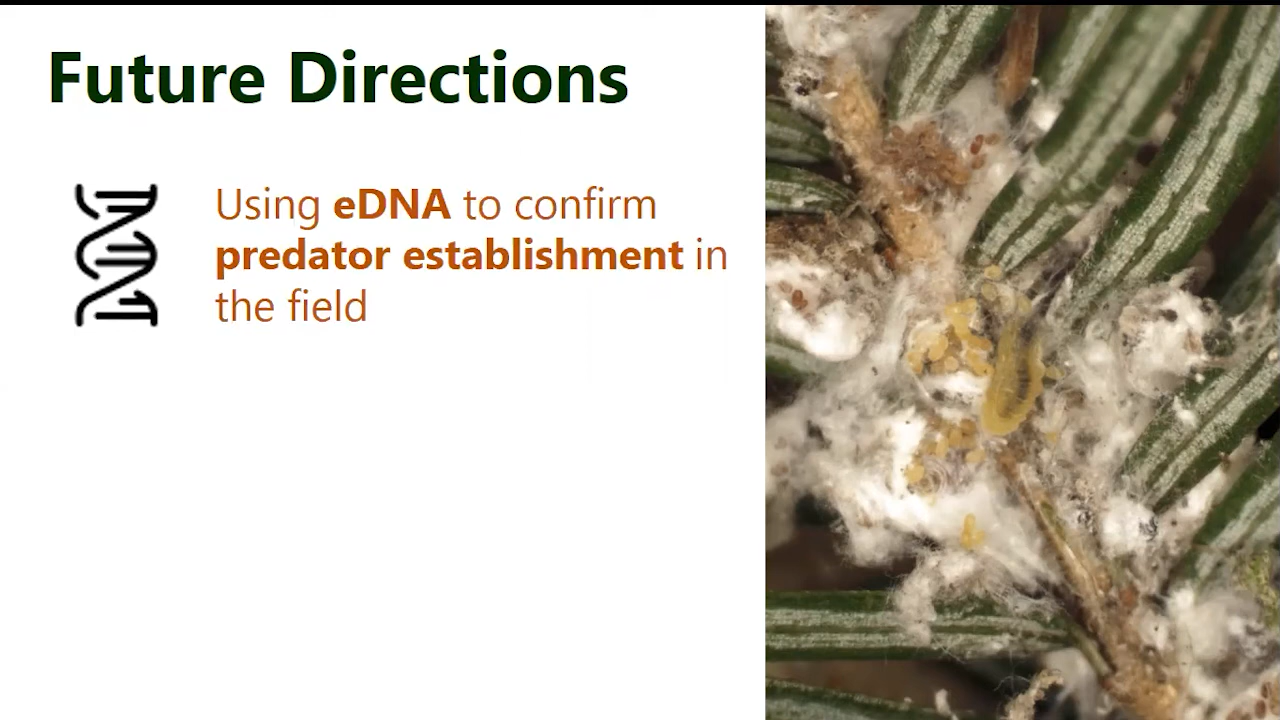 Future Directions
Using eDNA to confirm
predator establishment in
the field